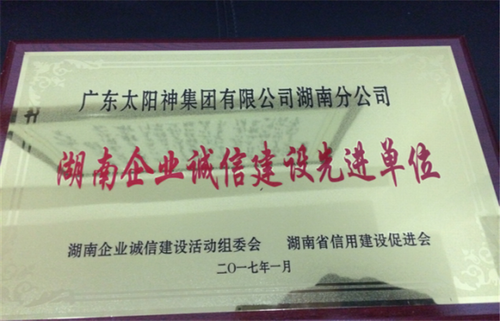 广东太阳神集团有限公司湖南分公司
湖南企业诚信建设先进单位
湖南企业诚信建设活动组委会 湖南省信用建设促进会
二〇一七年一月